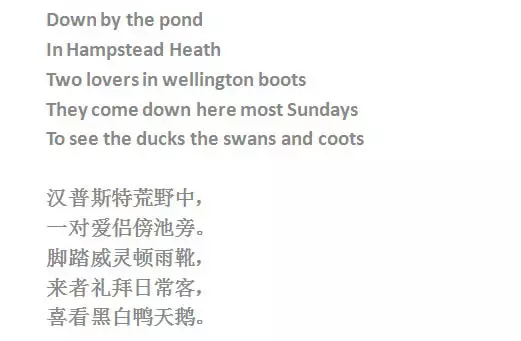 Down by the pond
In Hampstead Heath
Two lovers in wellington boots
They come down here most Sundays
To see the ducks the swans and coots
汉普斯特荒野中，
一对爱侣傍池旁。
脚踏威灵顿雨靴，
来者礼拜日常客，
喜看黑白鸭天鹅。